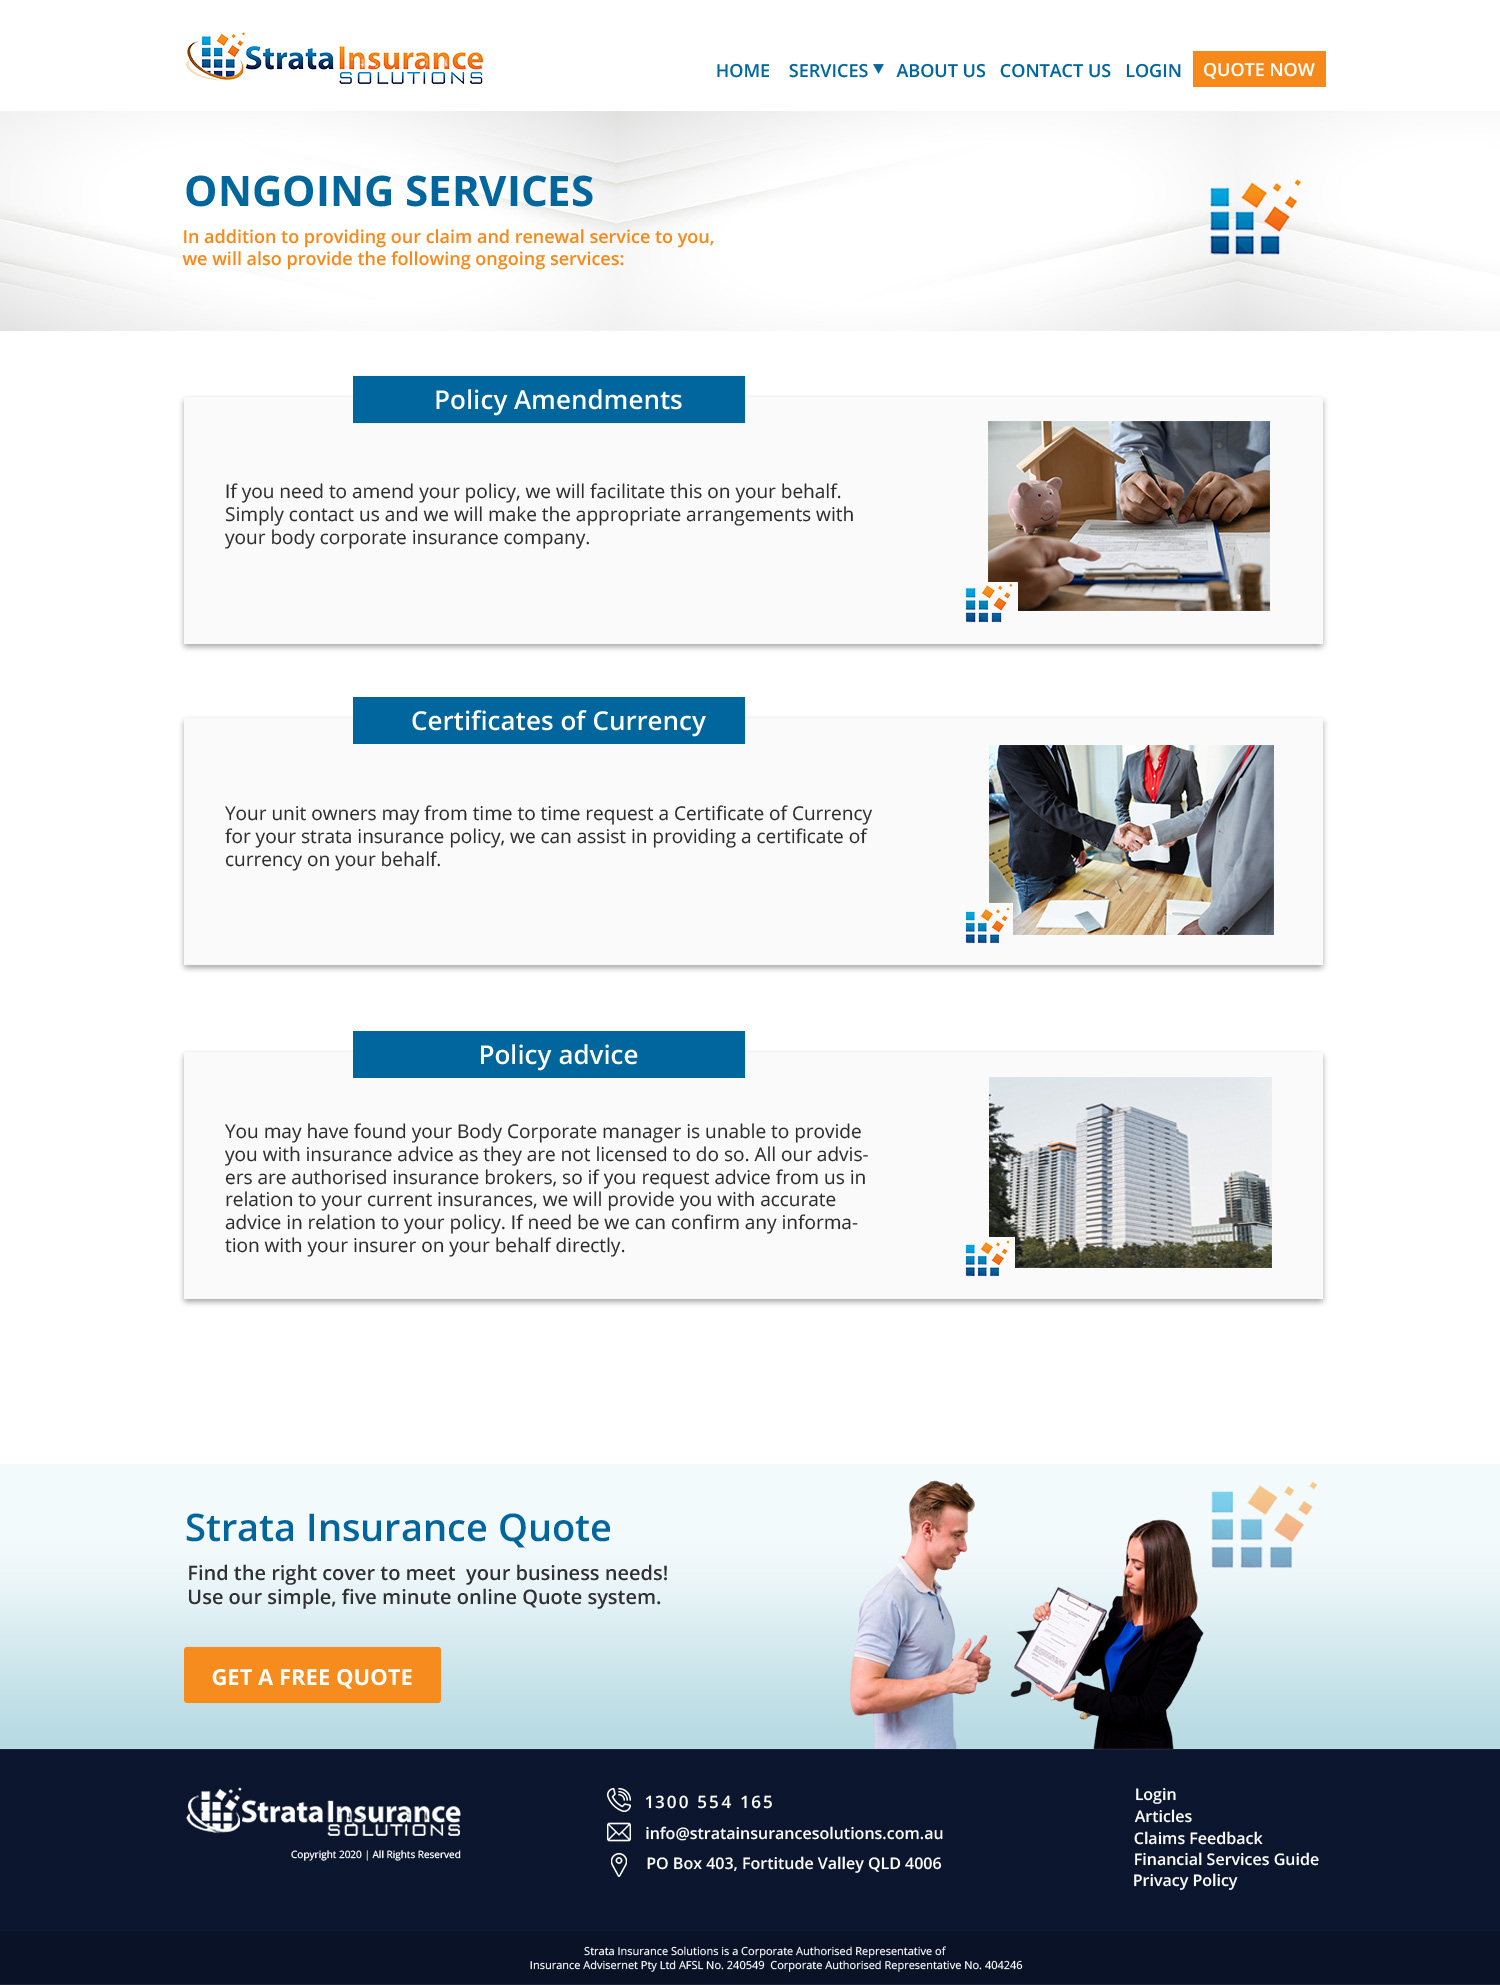 Strata Insurance
SOLUTIONS
HOME SERVICES ▼ ABOUT US CONTACT US LOGIN QUOTE NOW
ONGOING SERVICES
In addition to providing our claim and renewal service to you,
we will also provide the following ongoing services:
Policy Amendments
If you need to amend your policy, we will facilitate this on your behalf.
Simply contact us and we will make the appropriate arrangements with
your body corporate insurance company.
Certificates of Currency
Your unit owners may from time to time request a Certificate of Currency
for your strata insurance policy, we can assist in providing a certificate of
currency on your behalf.
Policy advice
You may have found your Body Corporate manager is unable to provide
you with insurance advice as they are not licensed to do so. All our advis-
ers are authorised insurance brokers, so if you request advice from us in
relation to your current insurances, we will provide you with accurate
advice in relation to your policy. If need be we can confirm any informa-
tion with your insurer on your behalf directly.
Strata Insurance Quote
Find the right cover to meet  your business needs!
Use our simple, five minute online Quote system.
GET A FREE QUOTE
Strata Insurance
SOLUTIONS
Copyright 2020 | All Rights Reserved
1300 554 165
info@stratainsurancesolutions.com.au
PO Box 403, Fortitude Valley QLD 4006
Login
Articles
Claims Feedback
Financial Services Guide
Privacy Policy
Strata Insurance Solutions is a Corporate Authorised Representative of
Insurance Advisernet Pty Ltd AFSL No. 240549  Corporate Authorised Representative No. 404246